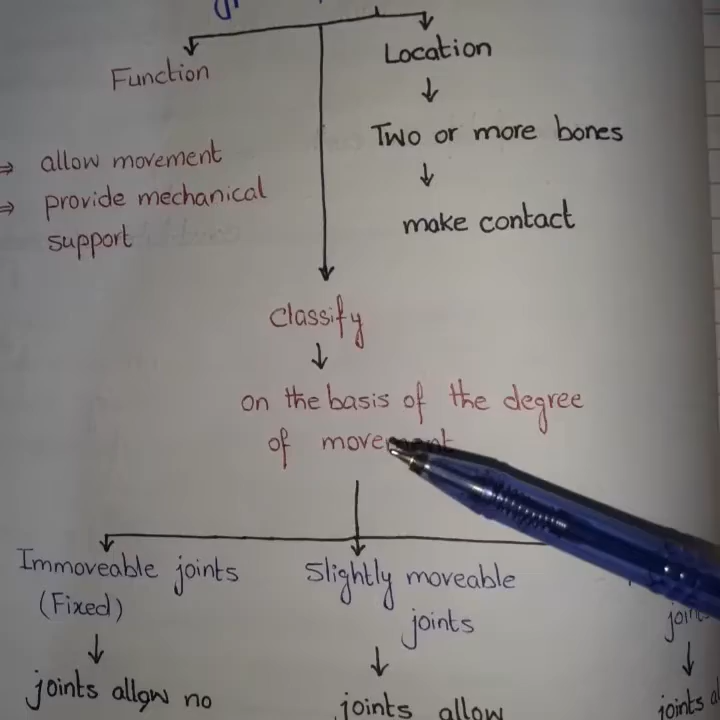 Function
Location
⇒ allow movement
⇒ provide mechanical
support
Two or more bones
make contact
Classify
on the basis of the degree
of movement
Immoveable joints
(Fixed)
Slightly moveable
joints
joints allow no
joints allow